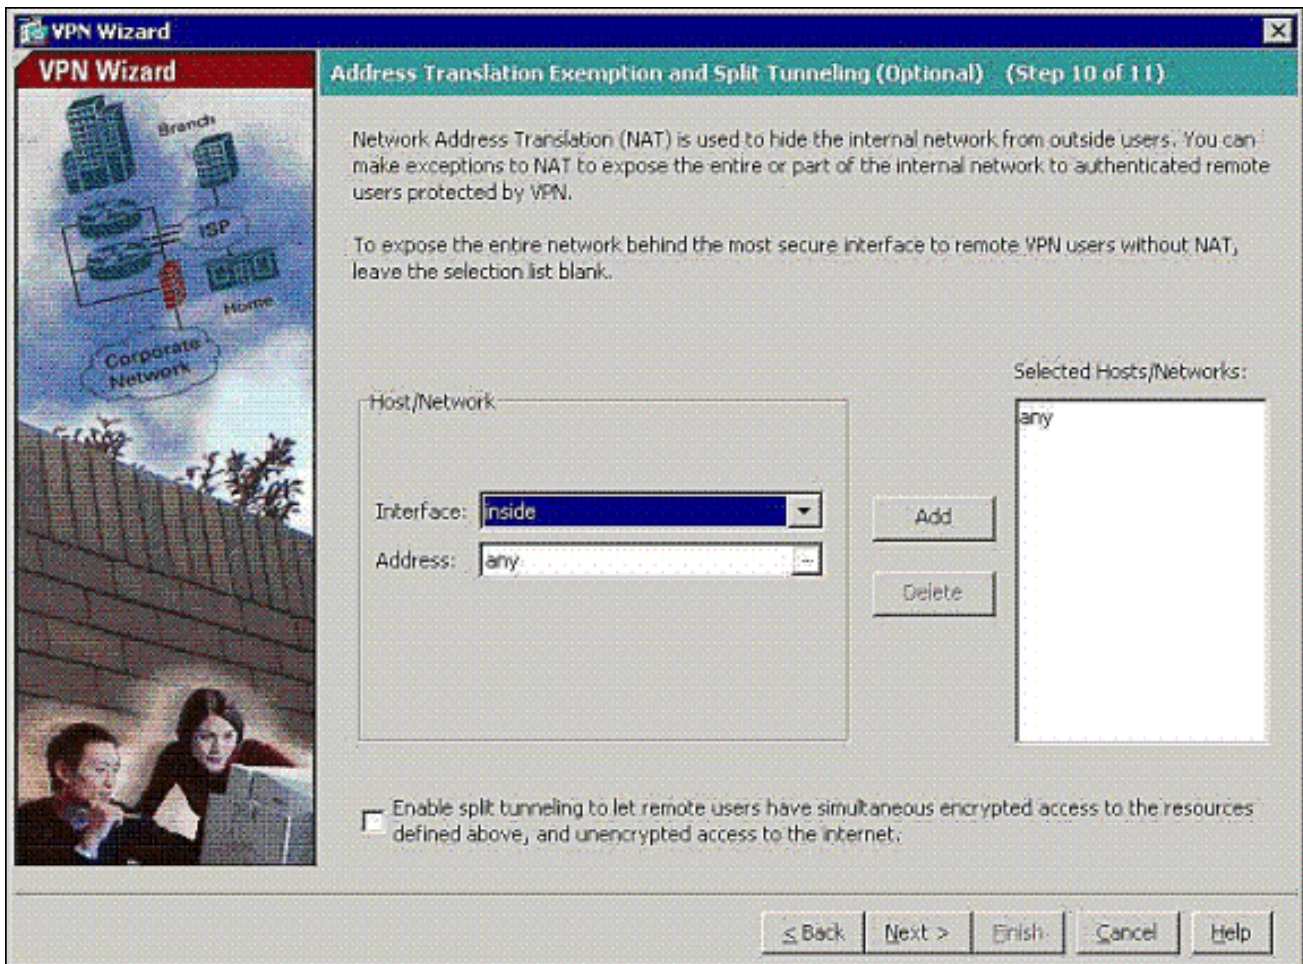 VPN Wizard
VPN Wizard
Address Translation Exemption and Split Tunneling (Optional) (Step 10 of 11)
Branch
ISP
Home
Corporate
Network
Network Address Translation (NAT) is used to hide the internal network from outside users. You can
make exceptions to NAT to expose the entire or part of the internal network to authenticated remote
users protected by VPN.
To expose the entire network behind the most secure interface to remote VPN users without NAT,
leave the selection list blank.
Selected Hosts/Networks:
any
Host/Network
Interface: inside
Address: any ...
Add
Delete
Enable split tunneling to let remote users have simultaneous encrypted access to the resources
defined above, and unencrypted access to the internet.
< Back Next > Finish Cancel Help